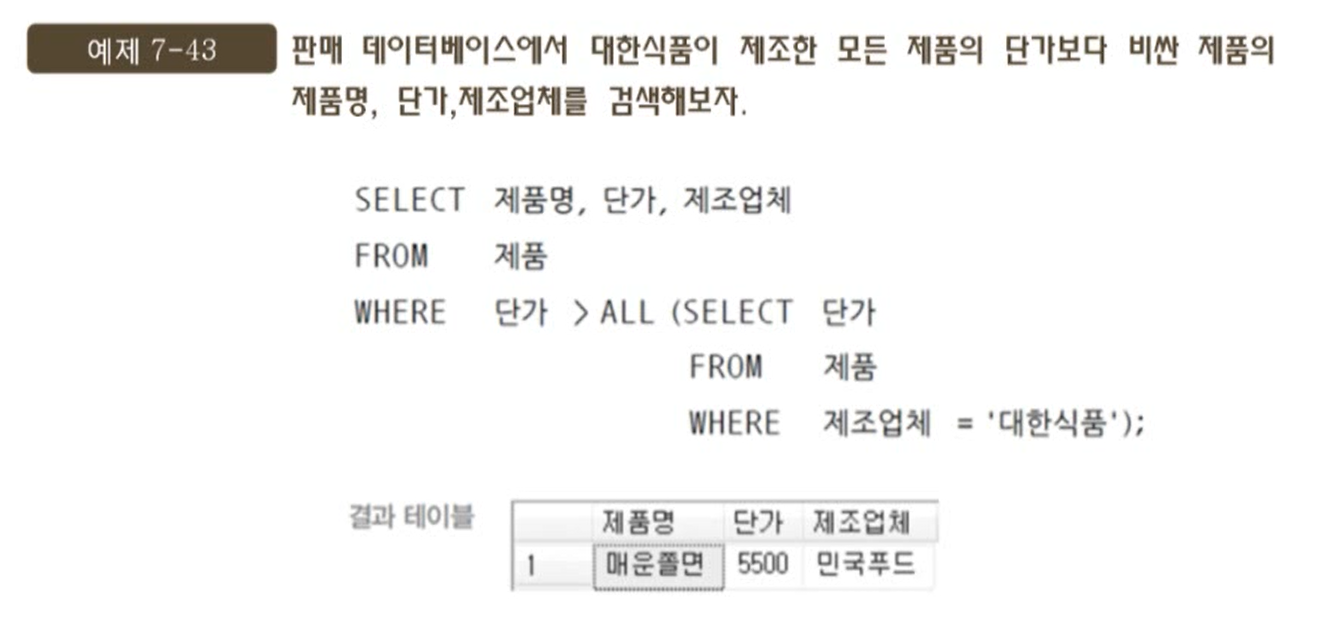 예제 7-43 판매 데이터베이스에서 대한식품이 제조한 모든 제품의 단가보다 비싼 제품의
제품명, 단가,제조업체를 검색해보자.
SELECT 제품명, 단가, 제조업체
FROM 제품
WHERE 단가 > ALL (SELECT 단가
FROM 제품
WHERE 제조업체 = '대한식품');
결과 테이블 제품명 단가 제조업체
1 매운쫄면 5500 민국푸드